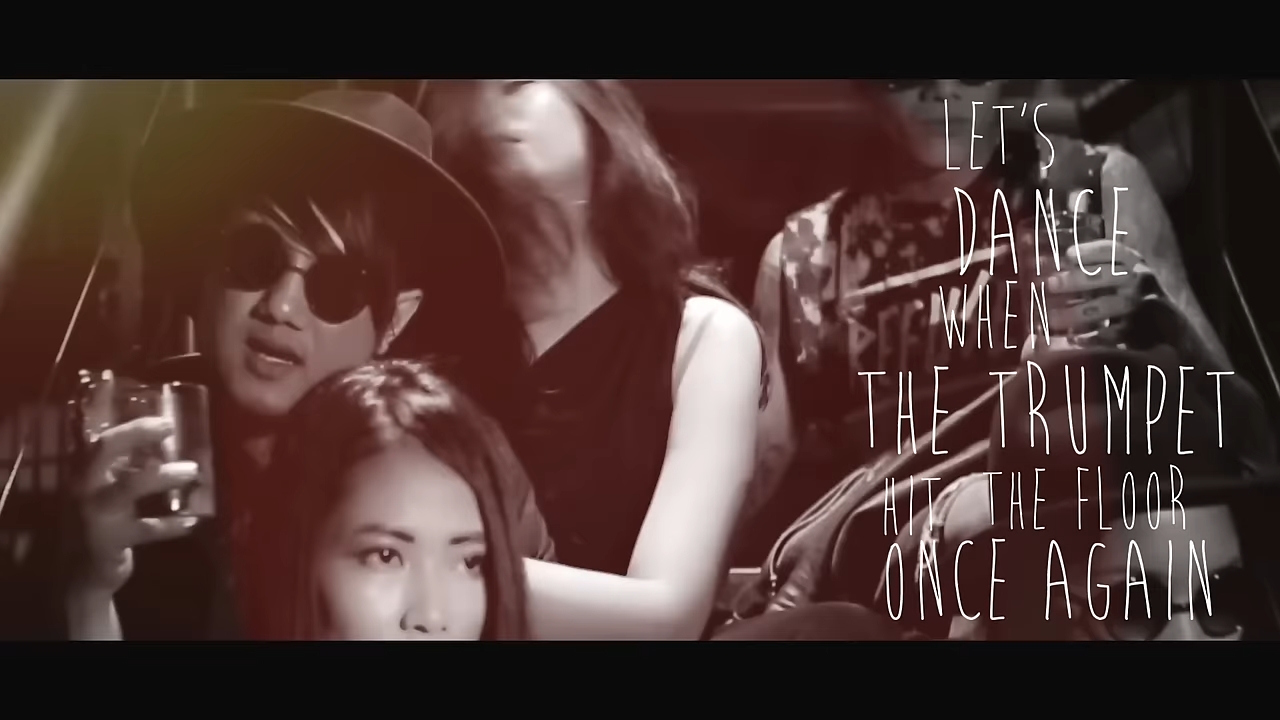 LET'S
DANCE
WHEN
THE TRUMPET
HIT THE FLOOR
ONCE AGAIN